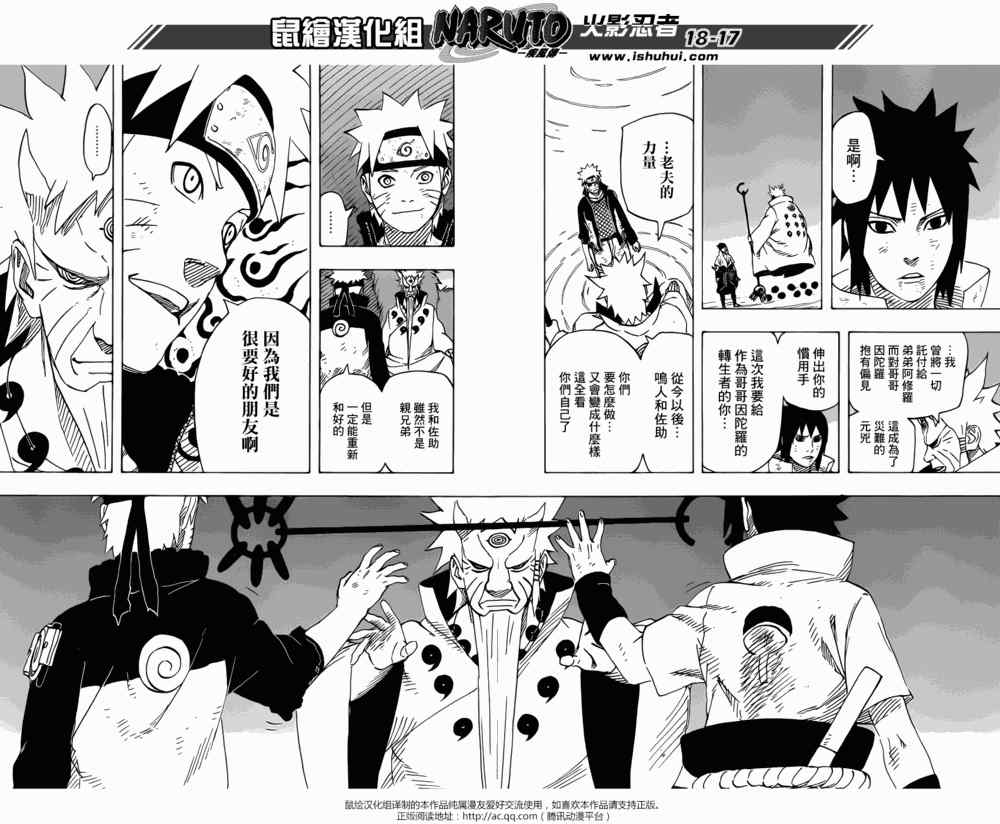 鼠繪漢化組
NARUTO
—疾風傳—
火影忍者
18-17
www.ishuhui.com
是啊…
…老夫的
力量
…我
曾將一切
託付給
弟弟阿修羅
而對哥哥
因陀羅
抱有偏見
這成為了
災難的
元兇
伸出你的
慣用手
這次我要給
作為哥哥因陀羅的
轉生者的你…
從今以後…
鳴人和佐助
你們
要怎麼做…
又會變成什麼樣
這全看
你們自己了
………
我和佐助
雖然不是
親兄弟
但是
一定能重新
和好的
因為我們是
很要好的朋友啊
………
鼠绘汉化组译制的本作品纯属漫友爱好交流使用，如喜欢本作品请支持正版。
正版阅读地址：http://ac.qq.com（腾讯动漫平台）